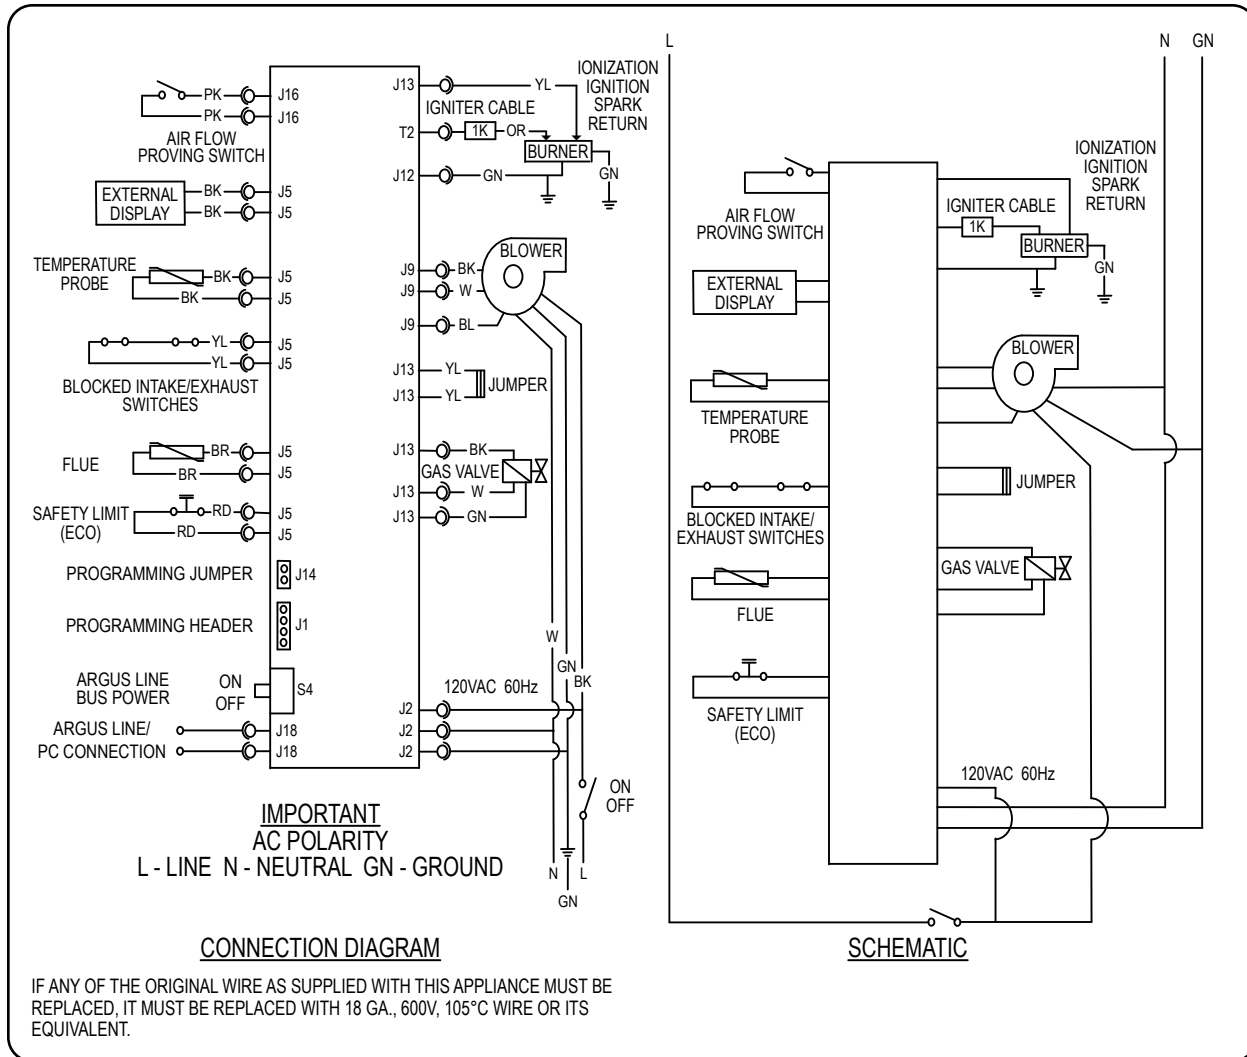 AIR FLOW
PROVING SWITCH
PK
PK
J16
J16
EXTERNAL
DISPLAY
BK
BK
J5
J5
TEMPERATURE
PROBE
BK
BK
J5
J5
YL
YL
J5
J5
BLOCKED INTAKE/EXHAUST
SWITCHES
FLUE
BR
BR
J5
J5
SAFETY LIMIT
(ECO)
RD
RD
J5
J5
PROGRAMMING JUMPER
J14
PROGRAMMING HEADER
J1
ARGUS LINE
BUS POWER
ON
OFF
S4
ARGUS LINE/
PC CONNECTION
J18
J18
J13
YL
IONIZATION
IGNITION
SPARK
RETURN
IGNITER CABLE
T2
1K
OR
BURNER
J12
GN
GN
BLOWER
J9
BK
J9
W
J9
BL
J13
YL
J13
YL
JUMPER
J13
BK
GAS VALVE
J13
W
J13
GN
W
GN
BK
120VAC 60Hz
J2
J2
J2
ON
OFF
N
L
GN
IMPORTANT
AC POLARITY
L - LINE N - NEUTRAL GN - GROUND
CONNECTION DIAGRAM
IF ANY OF THE ORIGINAL WIRE AS SUPPLIED WITH THIS APPLIANCE MUST BE
REPLACED, IT MUST BE REPLACED WITH 18 GA., 600V, 105°C WIRE OR ITS
EQUIVALENT.
L
N
GN
AIR FLOW
PROVING SWITCH
IONIZATION
IGNITION
SPARK
RETURN
IGNITER CABLE
1K
BURNER
GN
EXTERNAL
DISPLAY
BLOWER
TEMPERATURE
PROBE
JUMPER
BLOCKED INTAKE/
EXHAUST SWITCHES
GAS VALVE
FLUE
SAFETY LIMIT
(ECO)
120VAC 60Hz
SCHEMATIC